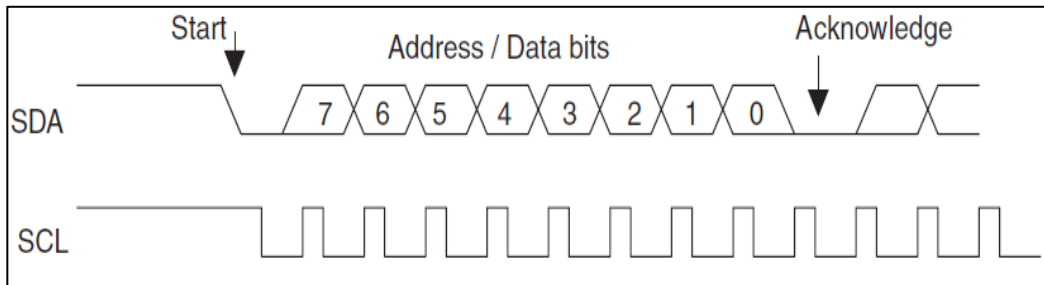 Start
Address / Data bits
Acknowledge
SDA
7 6 5 4 3 2 1 0
SCL